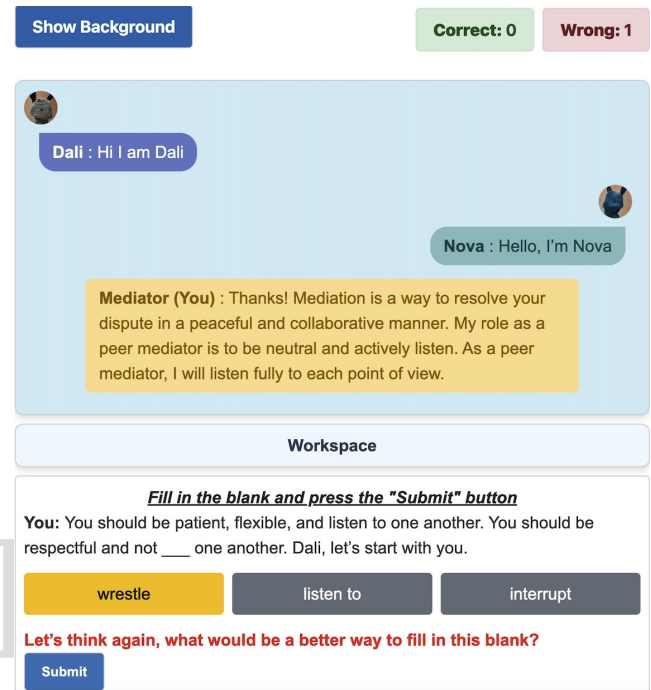 Show Background
Correct: 0
Wrong: 1
Dali : Hi I am Dali
Nova : Hello, I'm Nova
Mediator (You) : Thanks! Mediation is a way to resolve your
dispute in a peaceful and collaborative manner. My role as a
peer mediator is to be neutral and actively listen. As a peer
mediator, I will listen fully to each point of view.
Workspace
Fill in the blank and press the "Submit" button
You: You should be patient, flexible, and listen to one another. You should be
respectful and not ___ one another. Dali, let’s start with you.
wrestle
listen to
interrupt
Let’s think again, what would be a better way to fill in this blank?
Submit